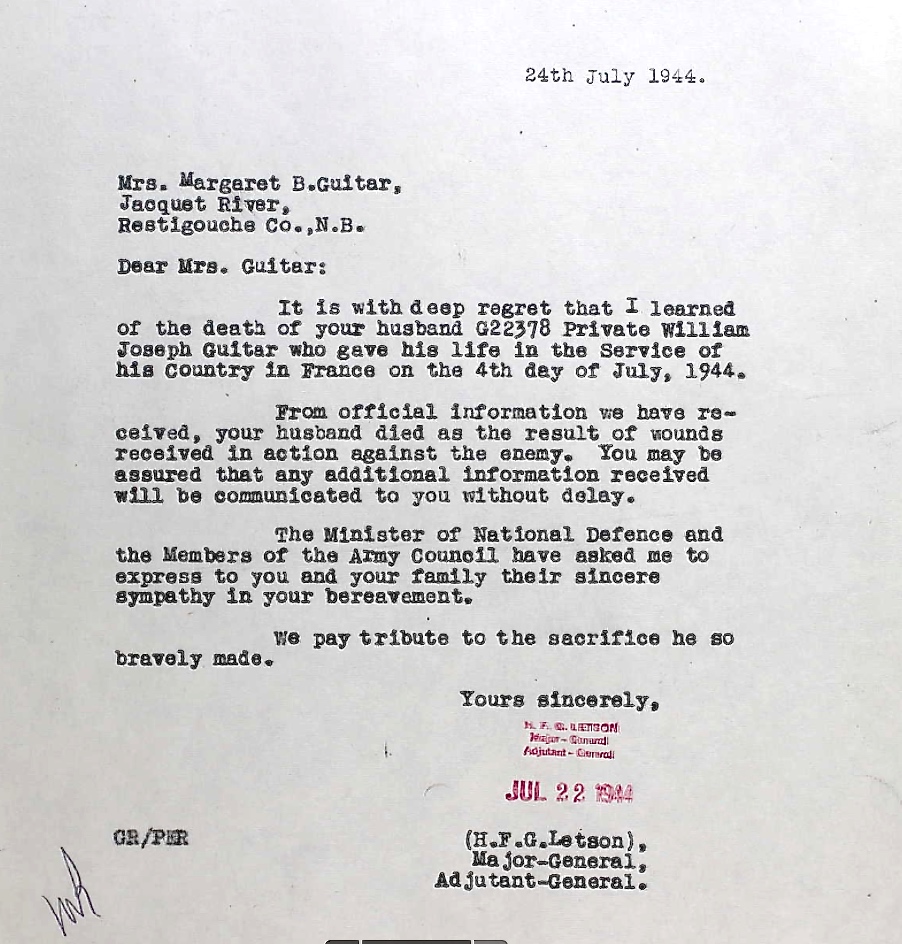 24th July 1944.
Mrs. Margaret B.Guitar,
Jacquet River,
Restigouche Co.,N.B.
Dear Mrs. Guitar:
It is with deep regret that I learned
of the death of your husband G22378 Private William
Joseph Guitar who gave his life in the Service of
his Country in France on the 4th day of July, 1944.
From official information we have re-
ceived, your husband died as the result of wounds
received in action against the enemy. You may be
assured that any additional information received
will be communicated to you without delay.
The Minister of National Defence and
the Members of the Army Council have asked me to
express to you and your family their sincere
sympathy in your bereavement.
We pay tribute to the sacrifice he so
bravely made.
Yours sincerely,
H. F. G. LETSON
Major-General
Adjutant-General
JUL 22 1944
GR/PER
(H.F.G.Letson),
Major-General,
Adjutant-General.